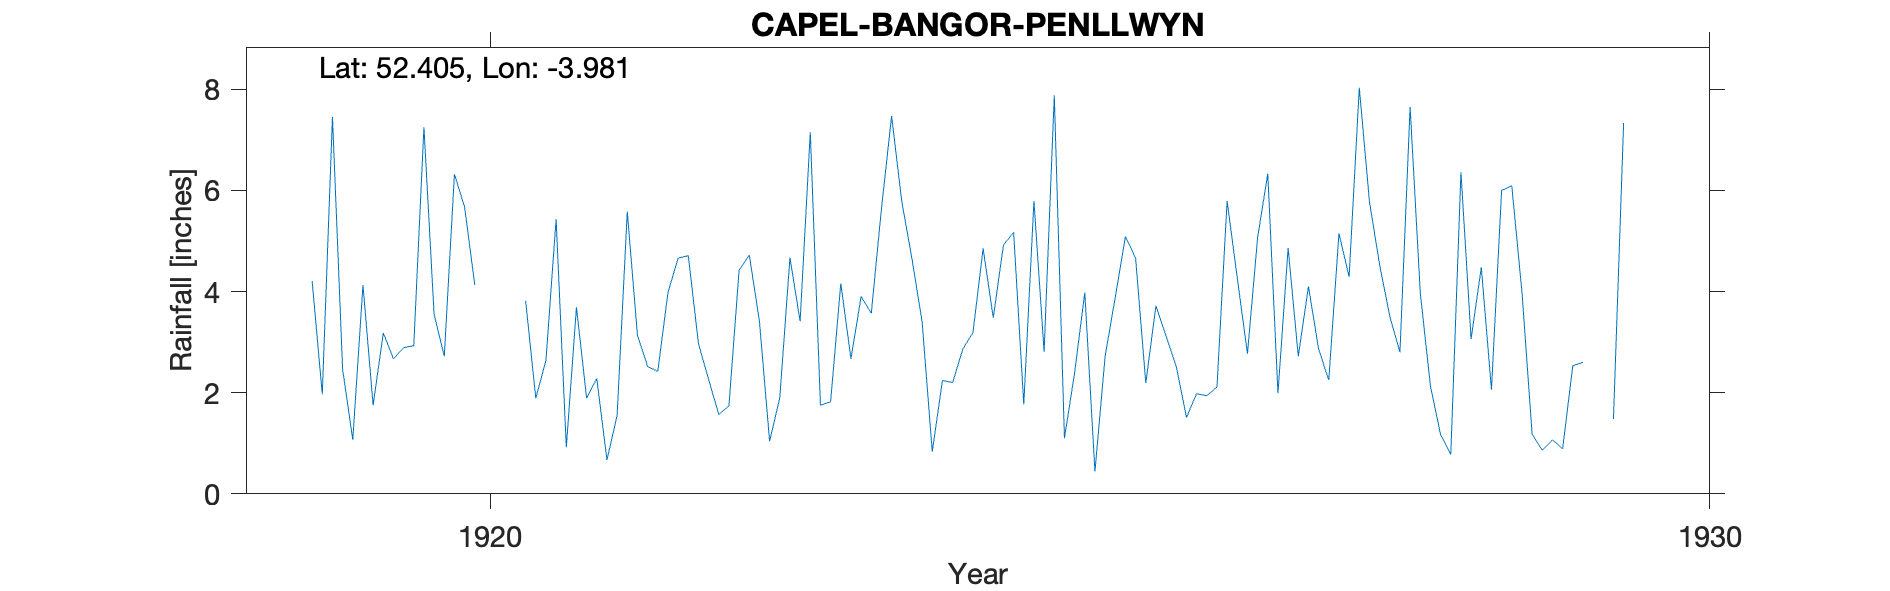 CAPEL-BANGOR-PENLLWYN
Lat: 52.405, Lon: -3.981
8
6
4
2
0
Rainfall [inches]
1920 1930
Year